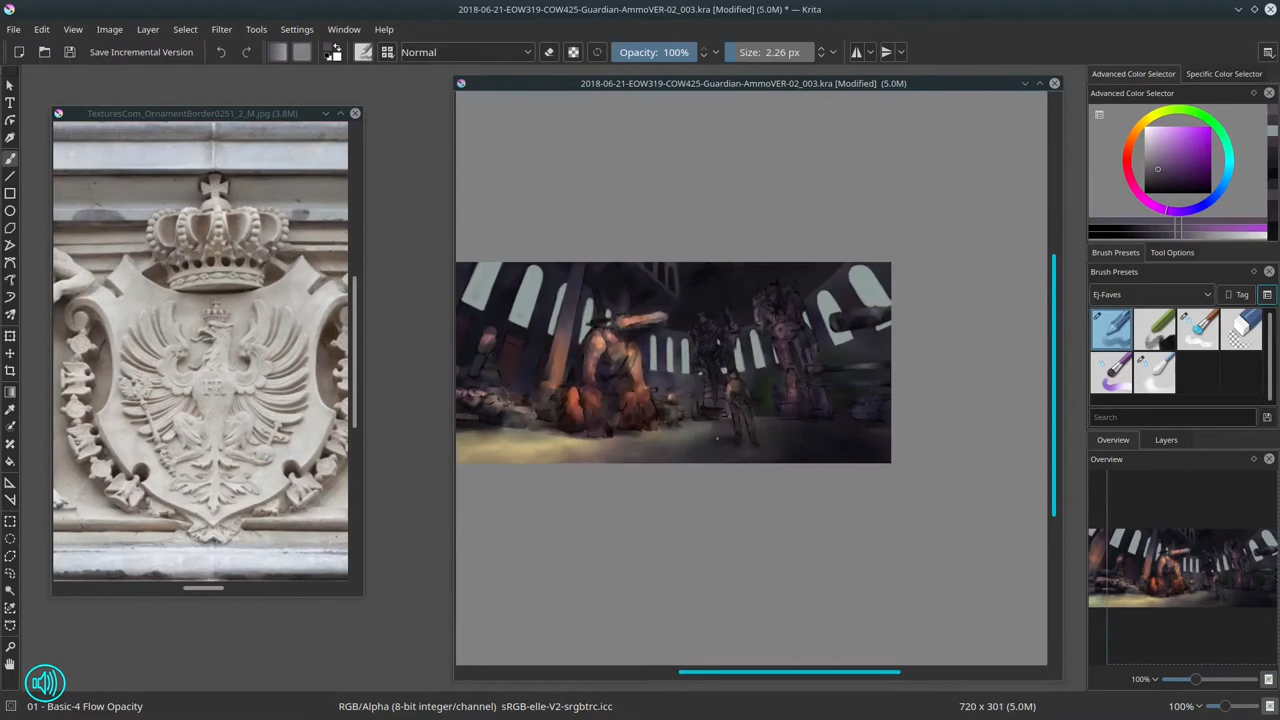 2018-06-21-EOW319-COW425-Guardian-AmmoVER-02_003.kra [Modified] (5.0M) * — Krita
File Edit View Image Layer Select Filter Tools Settings Window Help
Save Incremental Version
Normal
Opacity: 100%
Size: 2.26 px
TexturesCom_OrnamentBorder0251_2_M.jpg (3.8M)
2018-06-21-EOW319-COW425-Guardian-AmmoVER-02_003.kra [Modified] (5.0M)
Advanced Color Selector
Specific Color Selector
Advanced Color Selector
Brush Presets
Tool Options
Brush Presets
Ej-Faves
Tag
Search
Overview
Layers
Overview
100%
01 - Basic-4 Flow Opacity
RGB/Alpha (8-bit integer/channel) sRGB-elle-V2-srgbtrc.icc
720 x 301 (5.0M)
100%